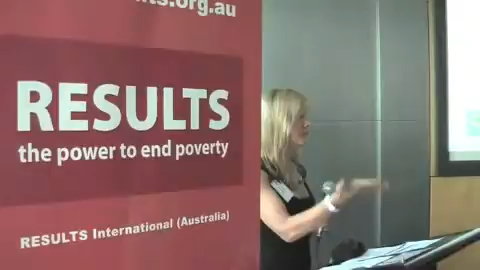 ts.org.au
RESULTS
the power to end poverty
RESULTS International (Australia)